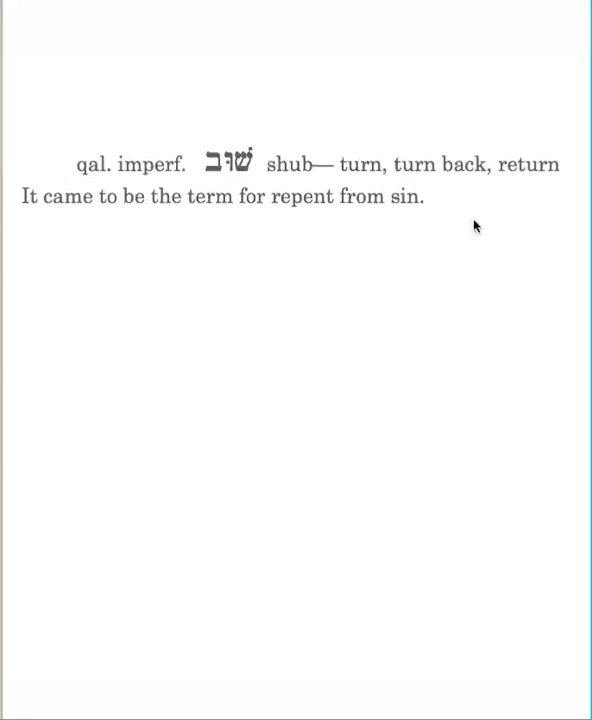 qal. imperf. שׁוּב shub— turn, turn back, return
It came to be the term for repent from sin.